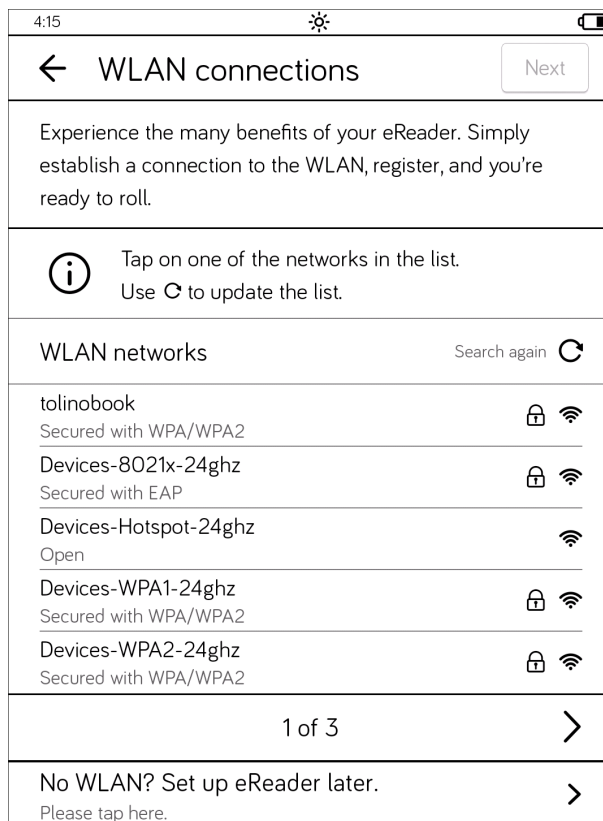 4:15
WLAN connections
Next
Experience the many benefits of your eReader. Simply
establish a connection to the WLAN, register, and you're
ready to roll.
Tap on one of the networks in the list.
Use to update the list.
WLAN networks
Search again
tolinobook
Secured with WPA/WPA2
Devices-8021x-24ghz
Secured with EAP
Devices-Hotspot-24ghz
Open
Devices-WPA1-24ghz
Secured with WPA/WPA2
Devices-WPA2-24ghz
Secured with WPA/WPA2
1 of 3
No WLAN? Set up eReader later.
Please tap here.